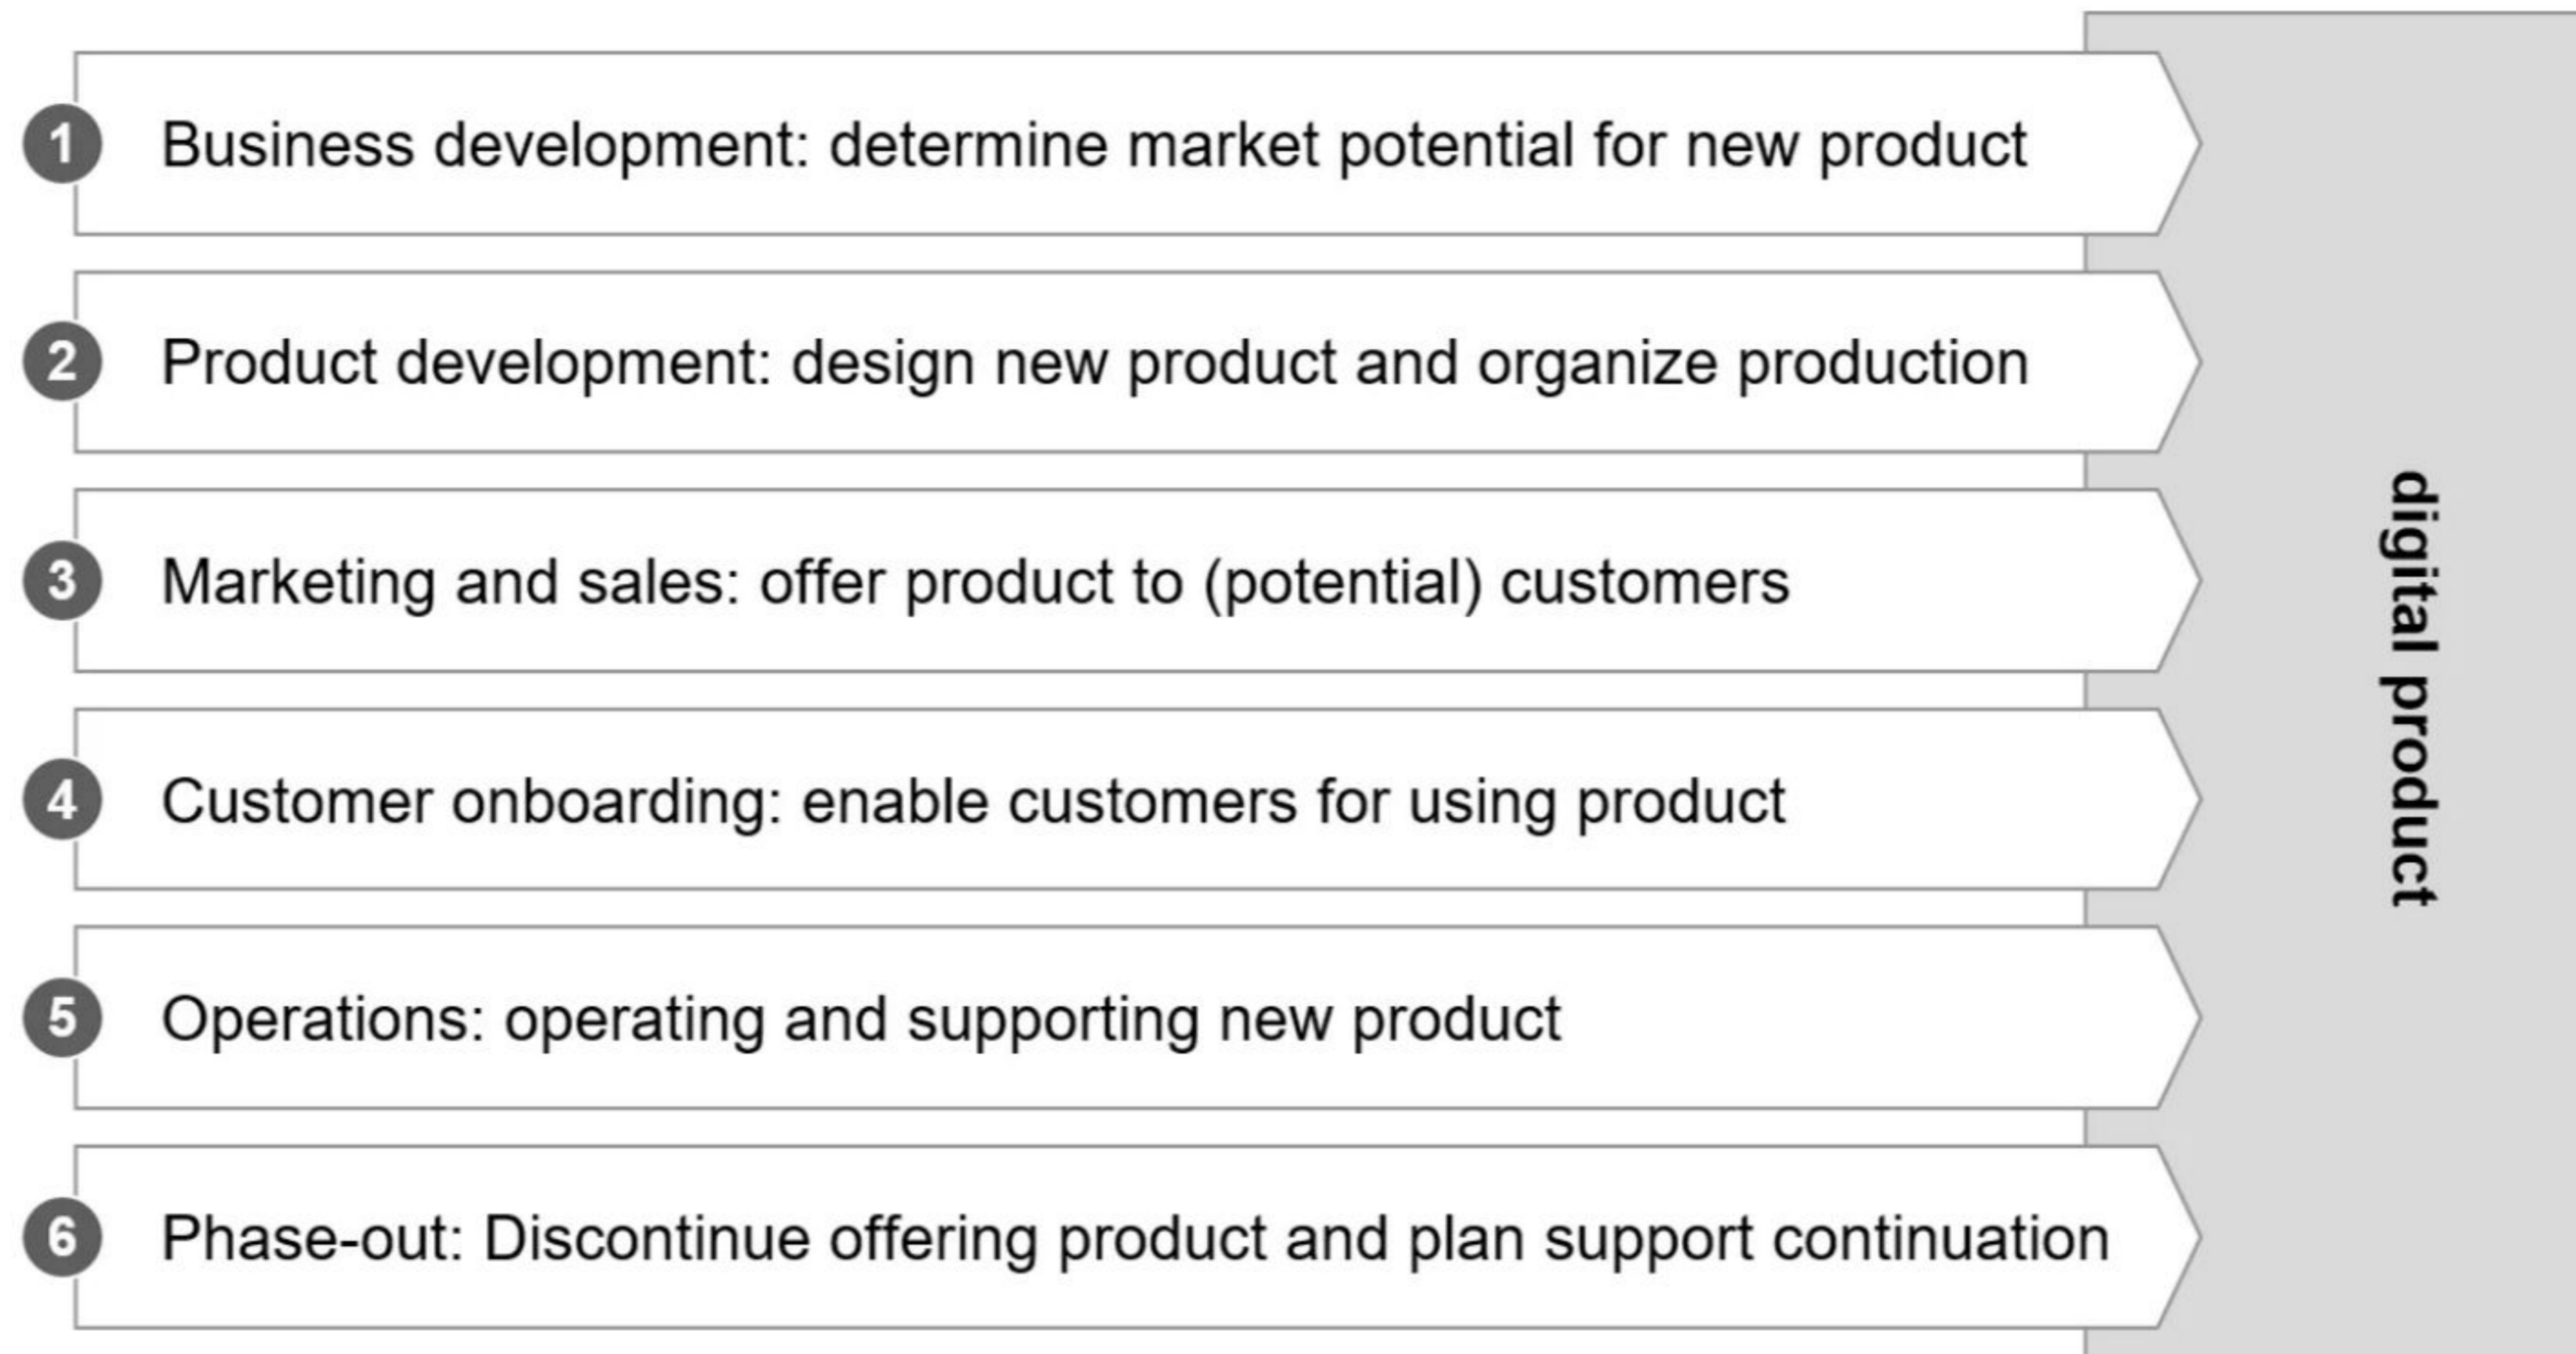 1 Business development: determine market potential for new product
2 Product development: design new product and organize production
3 Marketing and sales: offer product to (potential) customers
4 Customer onboarding: enable customers for using product
5 Operations: operating and supporting new product
6 Phase-out: Discontinue offering product and plan support continuation
digital product